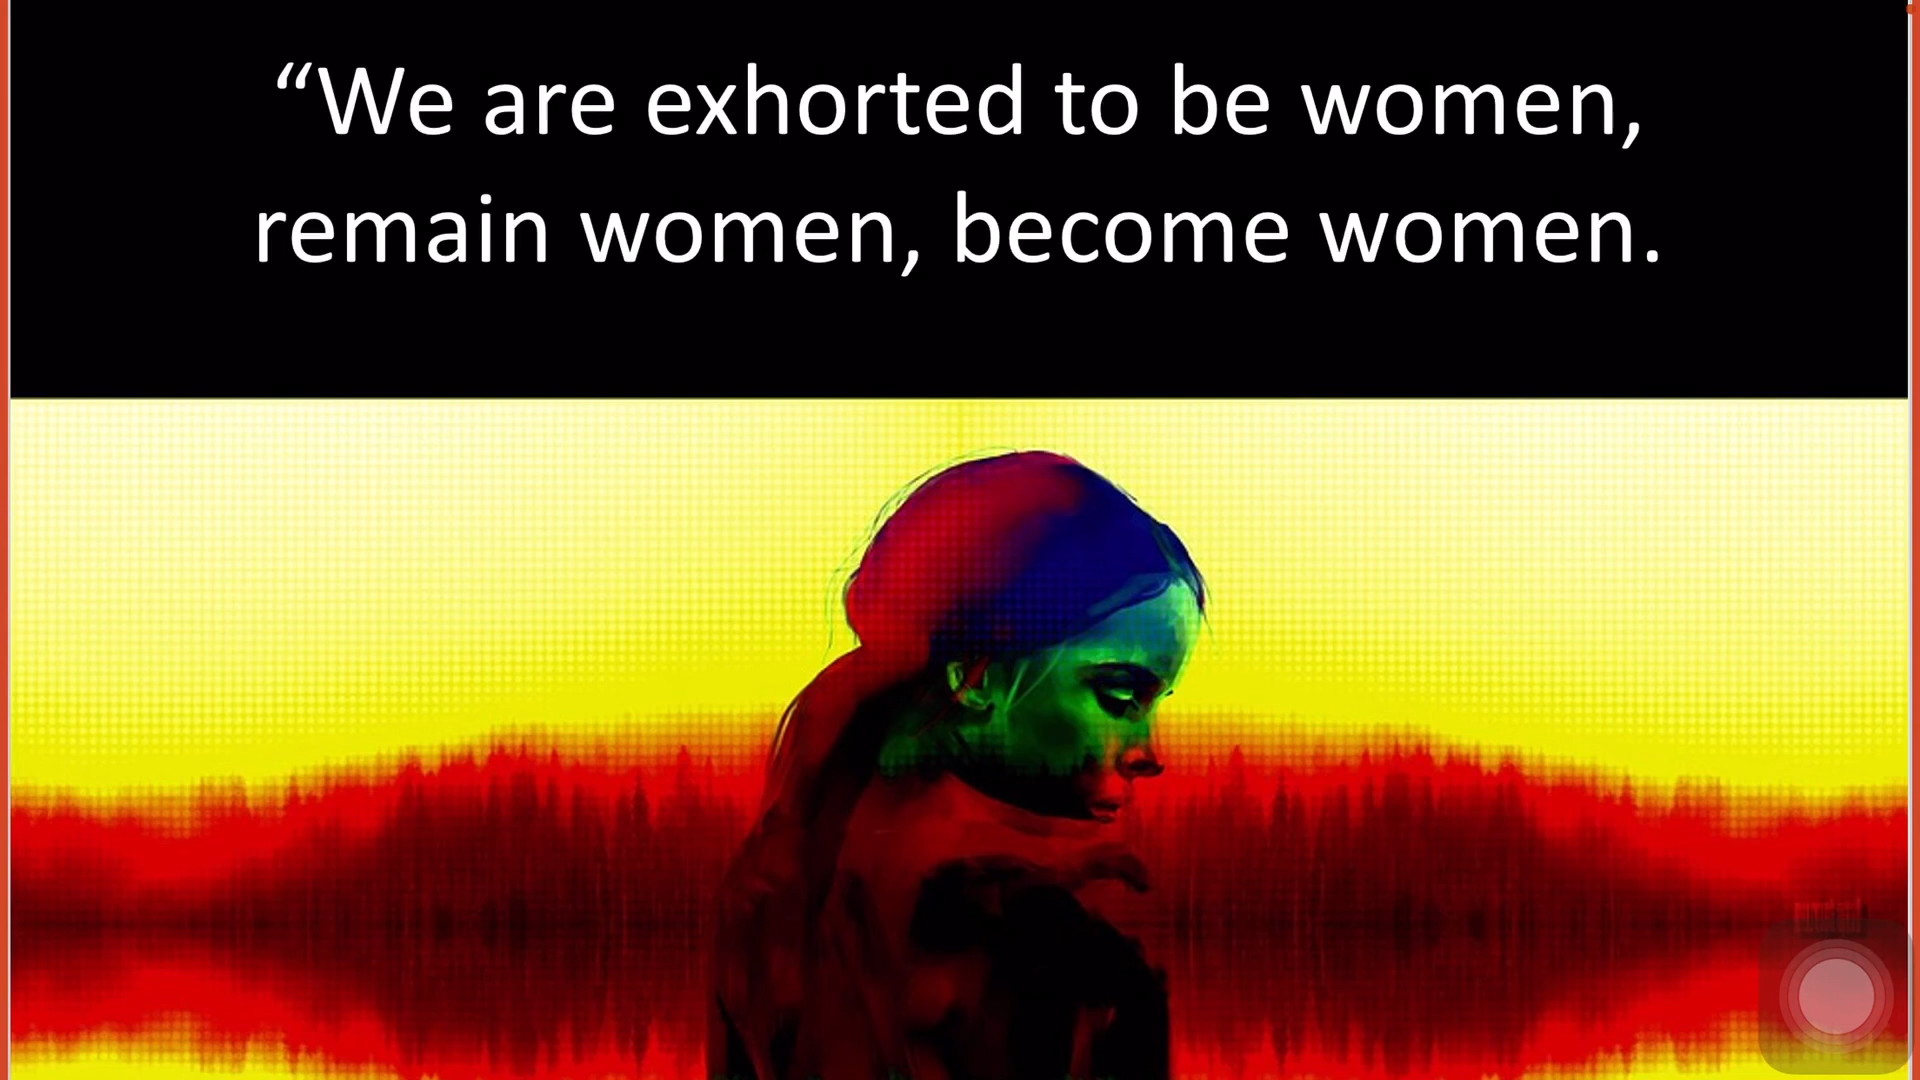 “We are exhorted to be women,
remain women, become women.